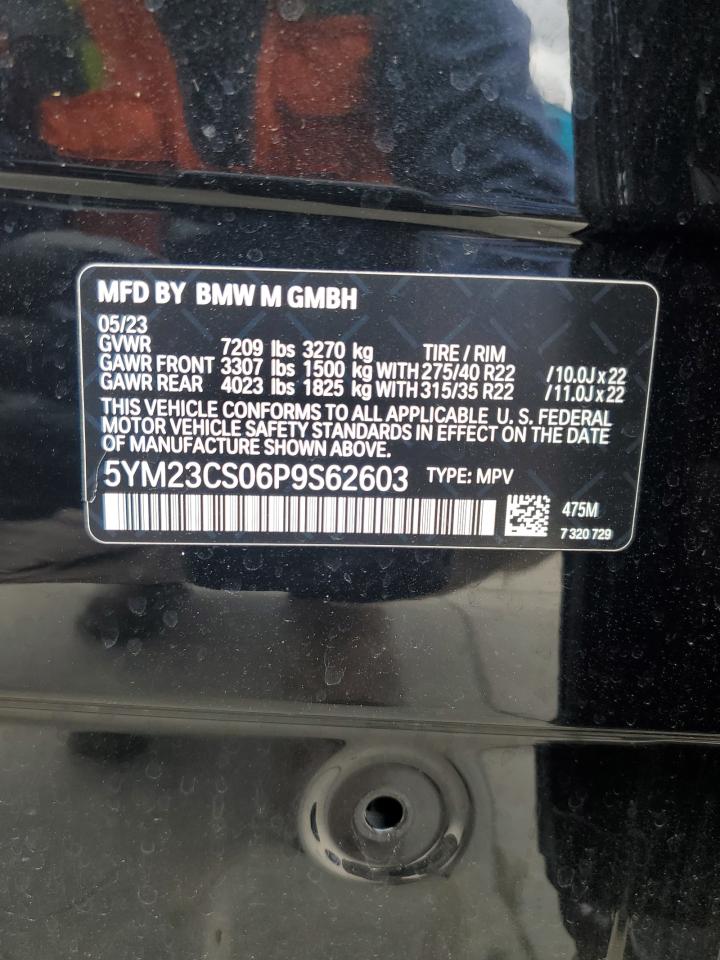 MFD BY BMW M GMBH
05/23
GVWR 7209 lbs 3270 kg TIRE / RIM
GAWR FRONT 3307 lbs 1500 kg WITH 275/40 R22 / 10.0J x 22
GAWR REAR 4023 lbs 1825 kg WITH 315/35 R22 / 11.0J x 22
THIS VEHICLE CONFORMS TO ALL APPLICABLE U. S. FEDERAL
MOTOR VEHICLE SAFETY STANDARDS IN EFFECT ON THE DATE
OF MANUFACTURE SHOWN ABOVE.
5YM23CS06P9S62603 TYPE: MPV
475M
7 320 729